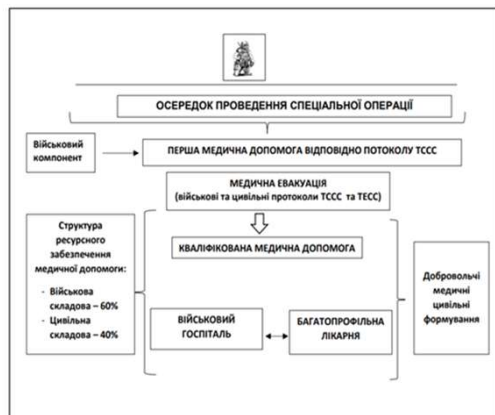 ОСЕРЕДОК ПРОВЕДЕННЯ СПЕЦІАЛЬНОЇ ОПЕРАЦІЇ
Військовий
компонент
ПЕРША МЕДИЧНА ДОПОМОГА ВІДПОВІДНО ПОТОКОЛУ ТССС
МЕДИЧНА ЕВАКУАЦІЯ
(військові та цивільні протоколи ТССС та ТЕСС)
Структура
ресурсного
забезпечення
медичної допомоги:
- Військова
складова – 60%
- Цивільна
складова – 40%
КВАЛІФІКОВАНА МЕДИЧНА ДОПОМОГА
ВІЙСЬКОВИЙ
ГОСПІТАЛЬ
БАГАТОПРОФІЛЬНА
ЛІКАРНЯ
Добровольчі
медичні
цивільні
формування